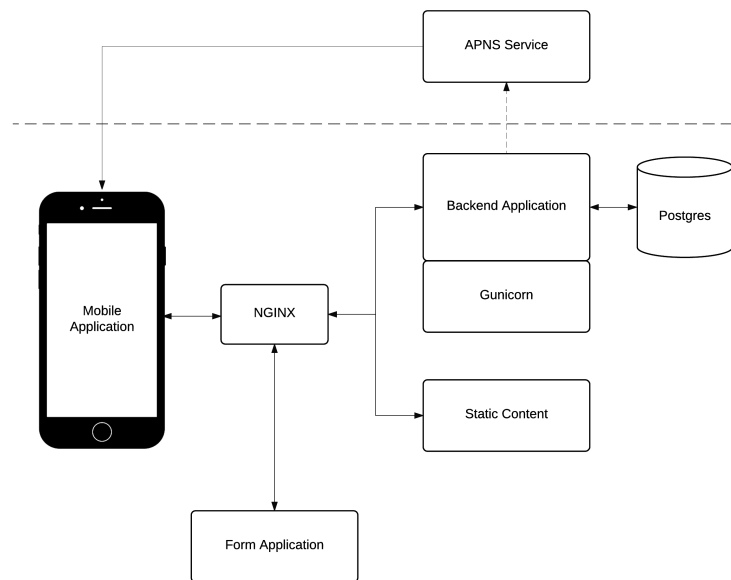 APNS Service
Backend Application
Postgres
Gunicorn
Mobile
Application
NGINX
Static Content
Form Application